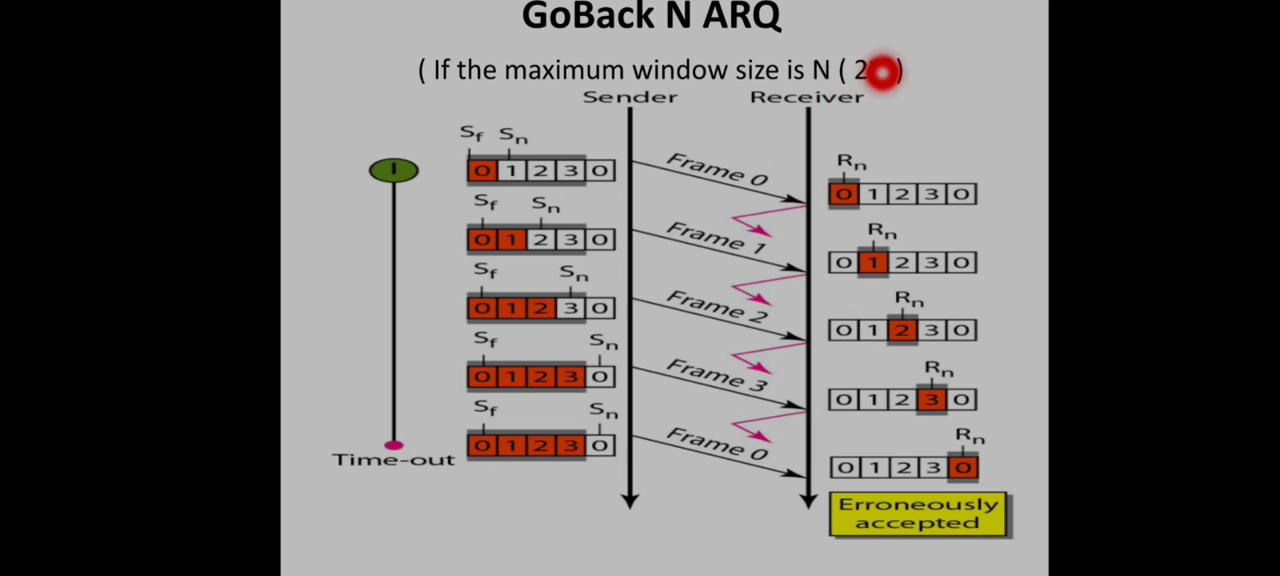 GoBack N ARQ
( If the maximum window size is N ( 2 )
Sender Receiver
Sf Sn
0 1 2 3 0
Frame 0
Rn
0 1 2 3 0
Sf Sn
0 1 2 3 0
Frame 1
Rn
0 1 2 3 0
Sf Sn
0 1 2 3 0
Frame 2
Rn
0 1 2 3 0
Sf Sn
0 1 2 3 0
Frame 3
Rn
0 1 2 3 0
Sf Sn
0 1 2 3 0
Frame 0
Rn
0 1 2 3 0
Time-out
Erroneously
accepted